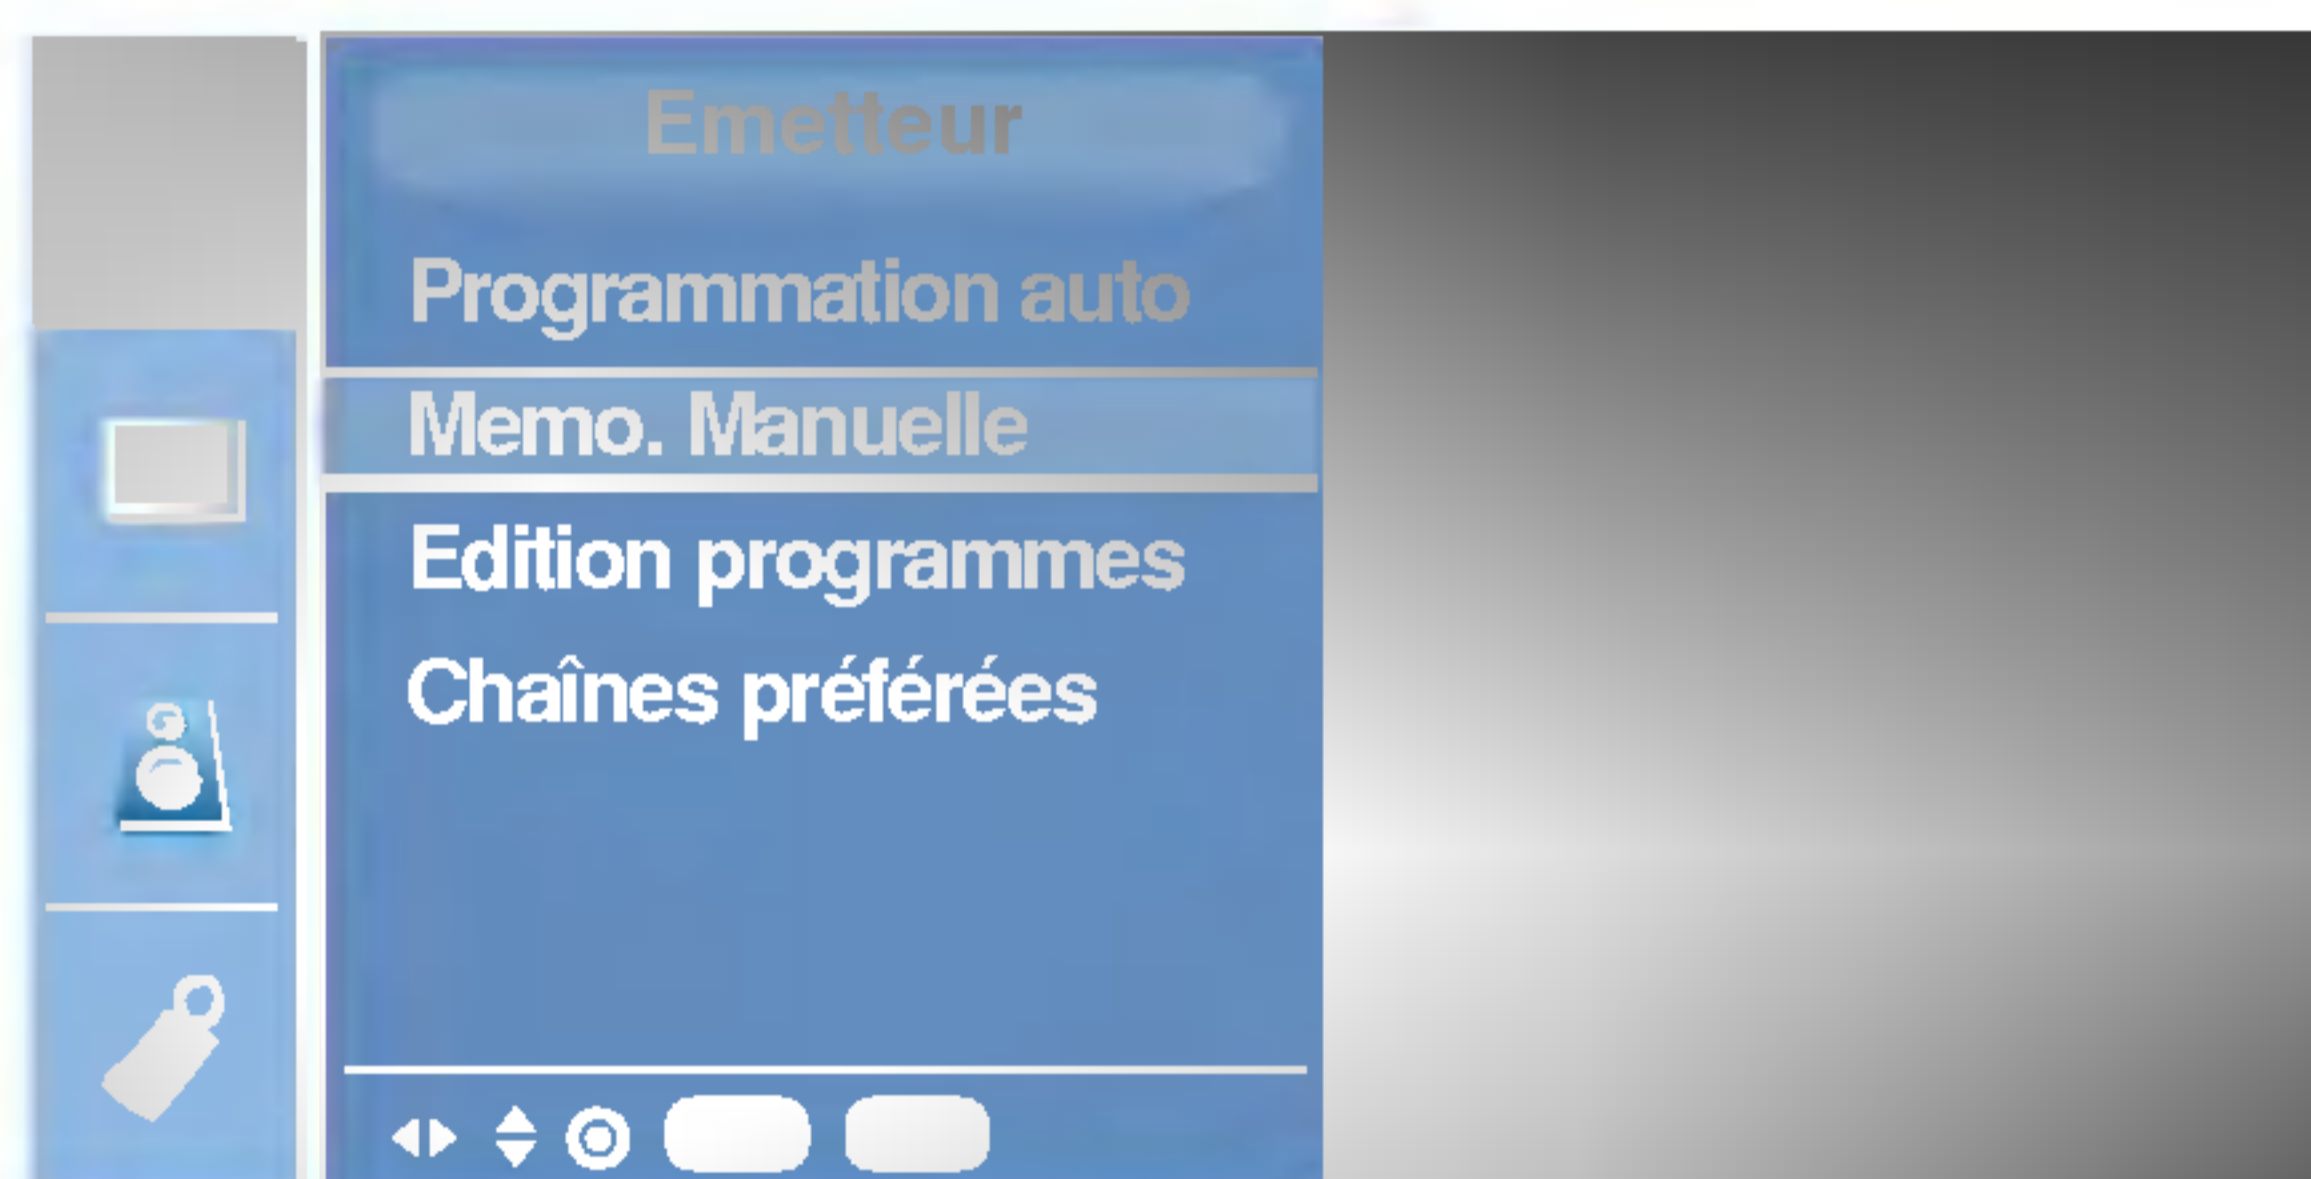 Emetteur
Programmation auto
Memo. Manuelle
Edition programmes
Chaînes préférées